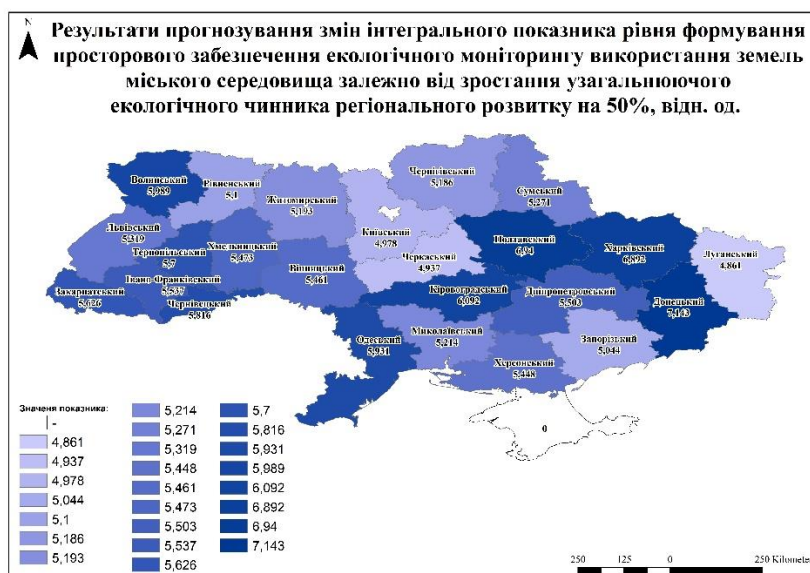 N
Результати прогнозування змін інтегрального показника рівня формування
просторового забезпечення екологічного моніторингу використання земель
міського середовища залежно від зростання узагальнюючого
екологічного чинника регіонального розвитку на 50%, відн. од.
Волинський
5,989
Рівненський
5,1
Житомирський
5,193
Чернігівський
5,186
Сумський
5,271
Київський
4,978
Львівський
5,319
Тернопільський
5,7
Хмельницький
5,473
Вінницький
5,461
Черкаський
4,937
Полтавський
6,94
Харківський
6,892
Луганський
4,861
Закарпатський
5,626
Івано-Франківський
5,537
Чернівецький
5,816
Кіровоградський
6,092
Дніпропетровський
5,503
Донецький
7,143
Одеський
5,931
Миколаївський
5,214
Запорізький
5,044
Херсонський
5,448
0
Значеня показника:
-
4,861
4,937
4,978
5,044
5,1
5,186
5,193
5,214
5,271
5,319
5,448
5,461
5,473
5,503
5,537
5,626
5,7
5,816
5,931
5,989
6,092
6,892
6,94
7,143
250 125 0 250 Kilometers